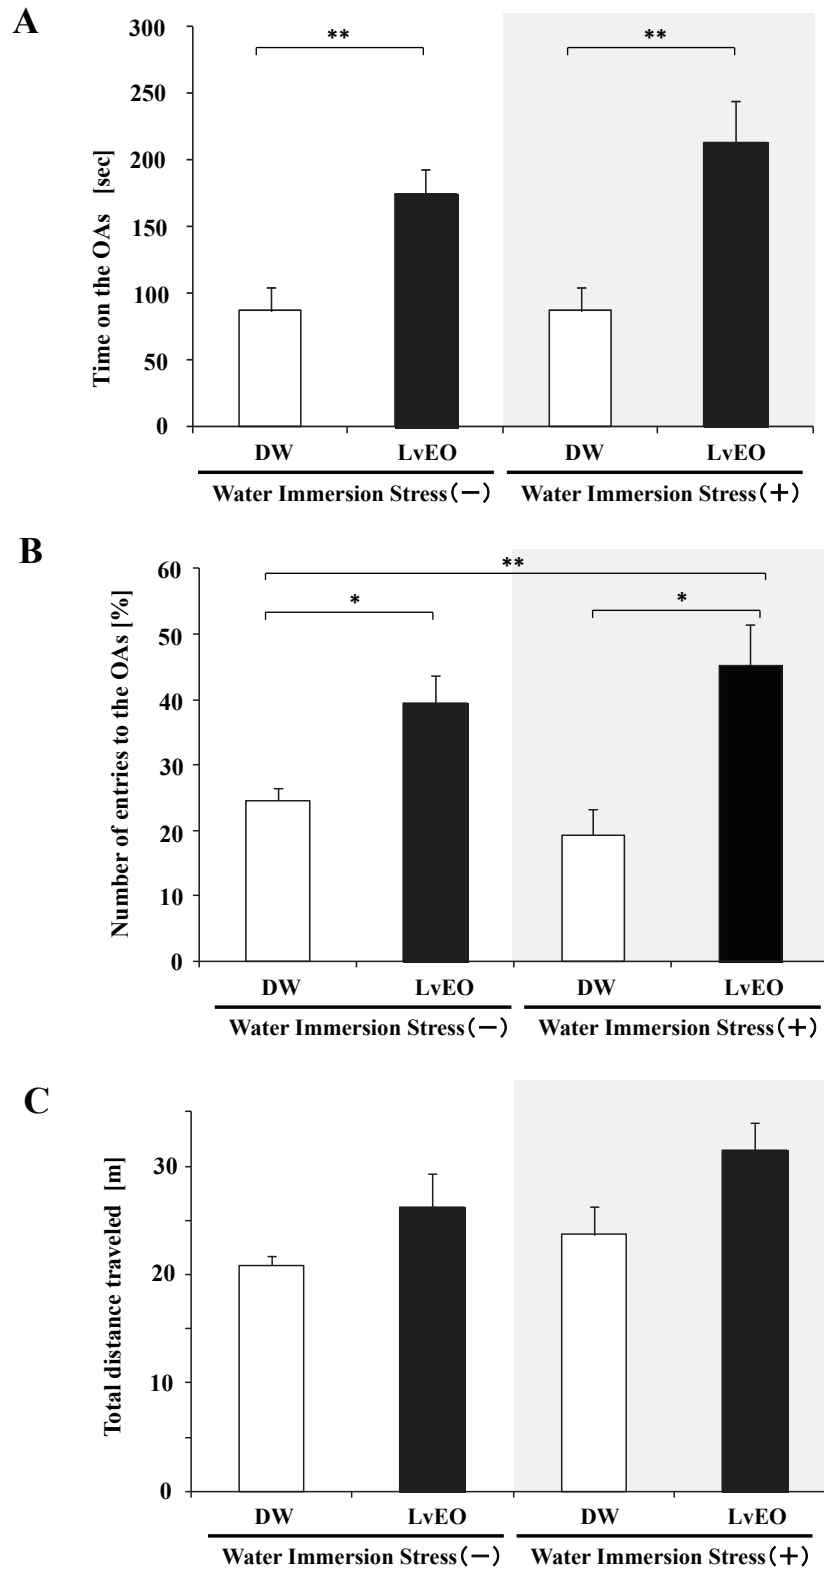 A
300
250
200
150
100
50
0
Time on the OAs [sec]
** **
DW LvEO DW LvEO
Water Immersion Stress(−) Water Immersion Stress(+)
B
60
50
40
30
20
10
0
Number of entries to the OAs [%]
**
* *
DW LvEO DW LvEO
Water Immersion Stress(−) Water Immersion Stress(+)
C
30
20
10
0
Total distance traveled [m]
DW LvEO DW LvEO
Water Immersion Stress(−) Water Immersion Stress(+)